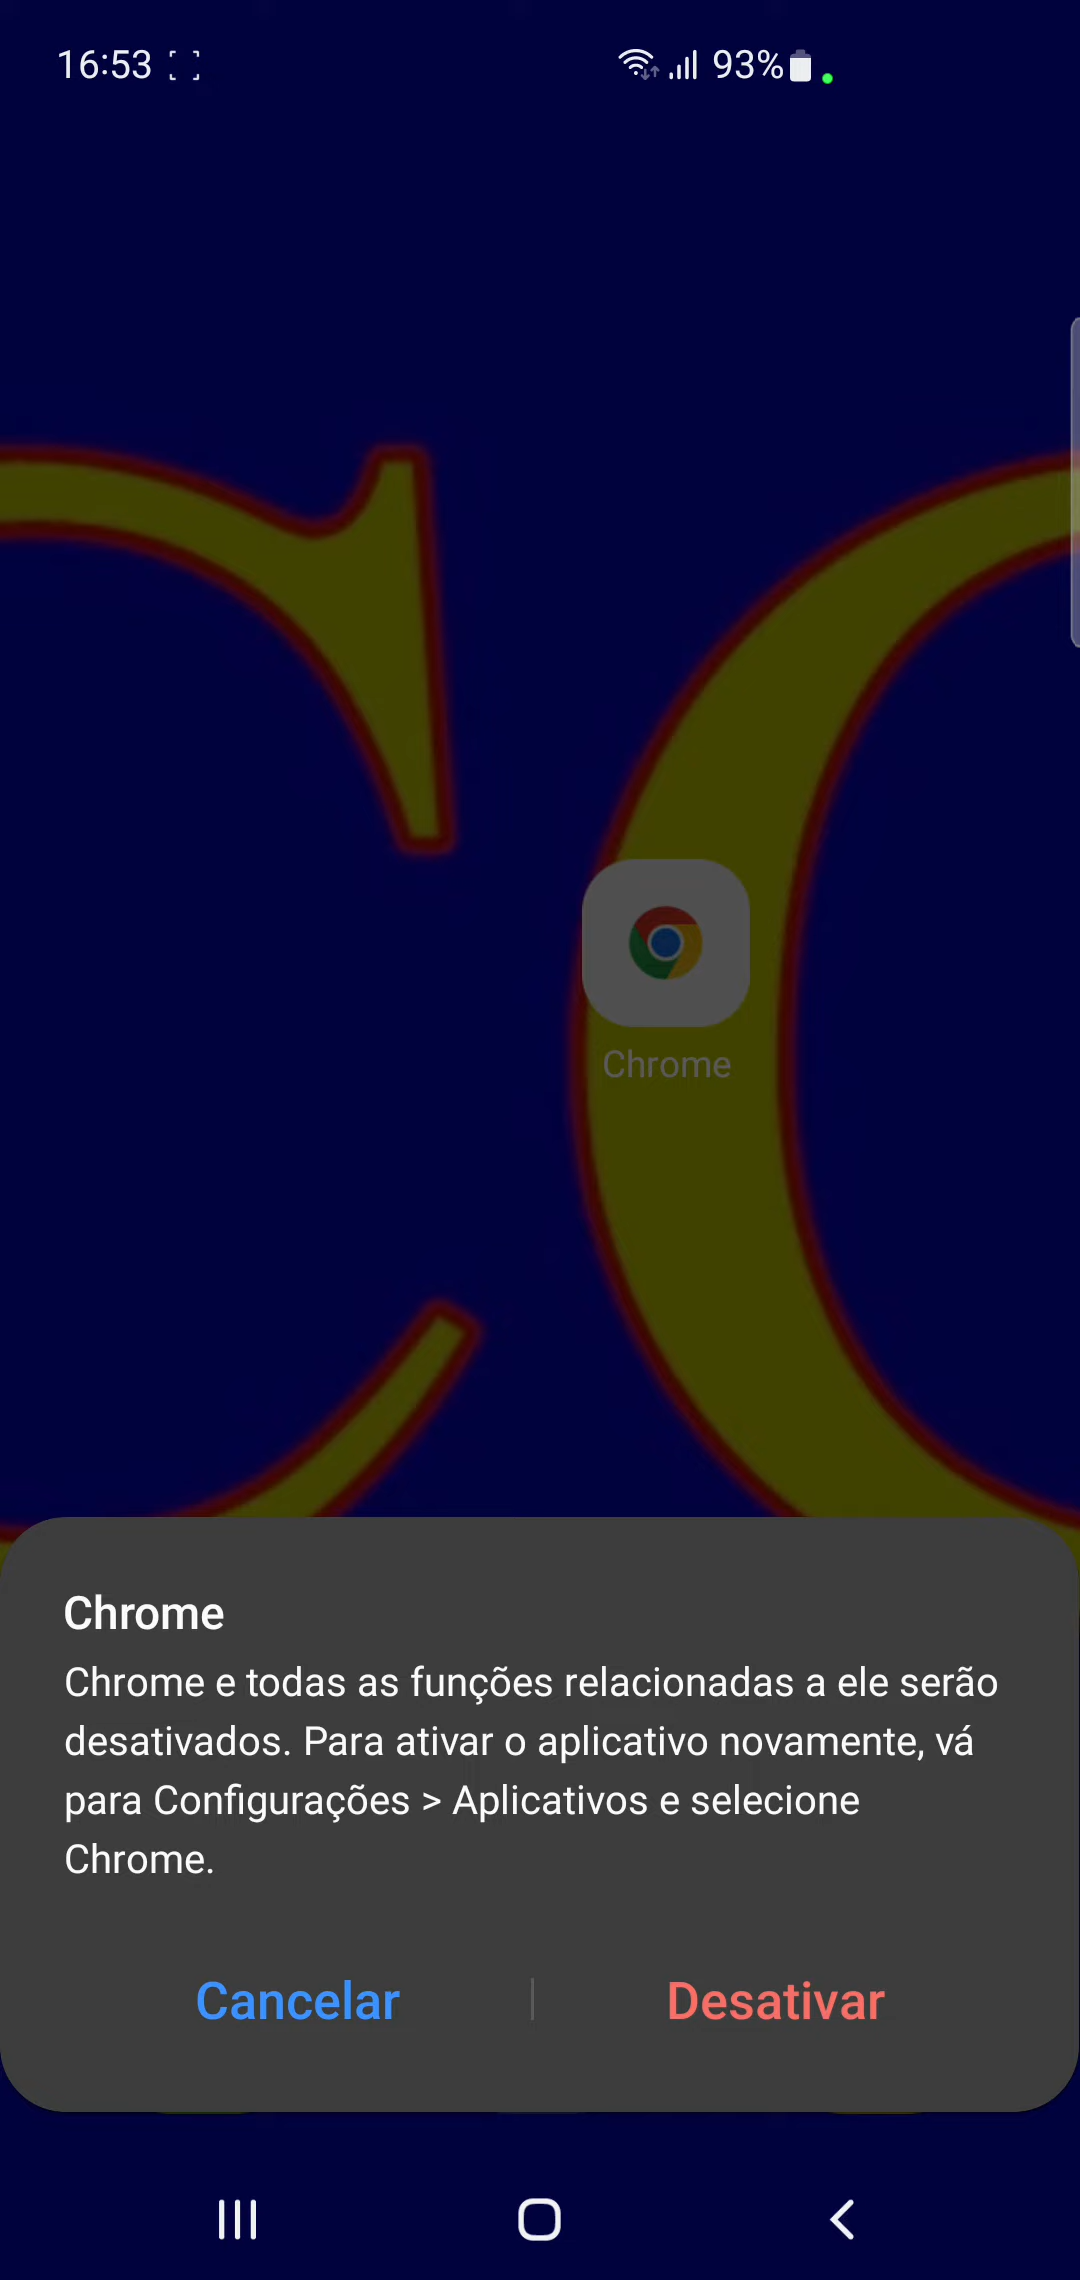 16:53
93%
Chrome
Chrome
Chrome e todas as funções relacionadas a ele serão
desativados. Para ativar o aplicativo novamente, vá
para Configurações > Aplicativos e selecione
Chrome.
Cancelar
Desativar